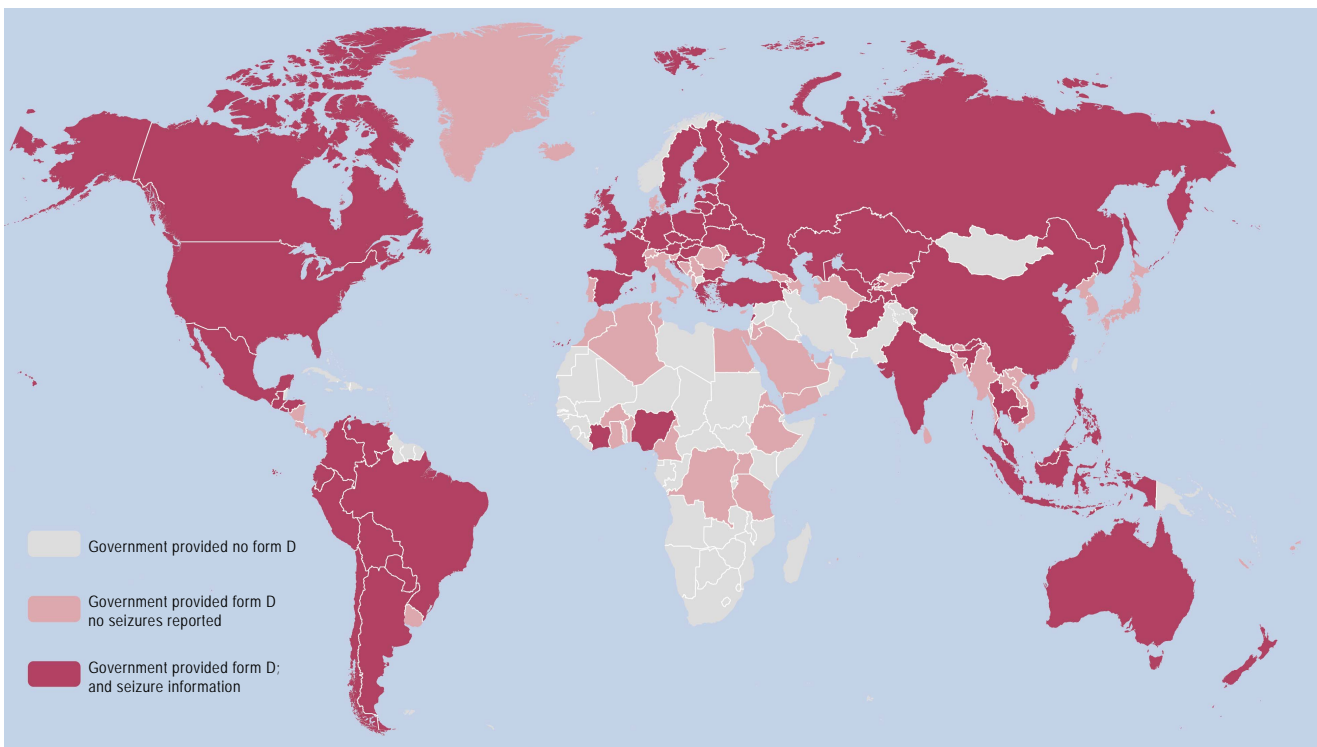 Government provided no form D
Government provided form D
no seizures reported
Government provided form D;
and seizure information